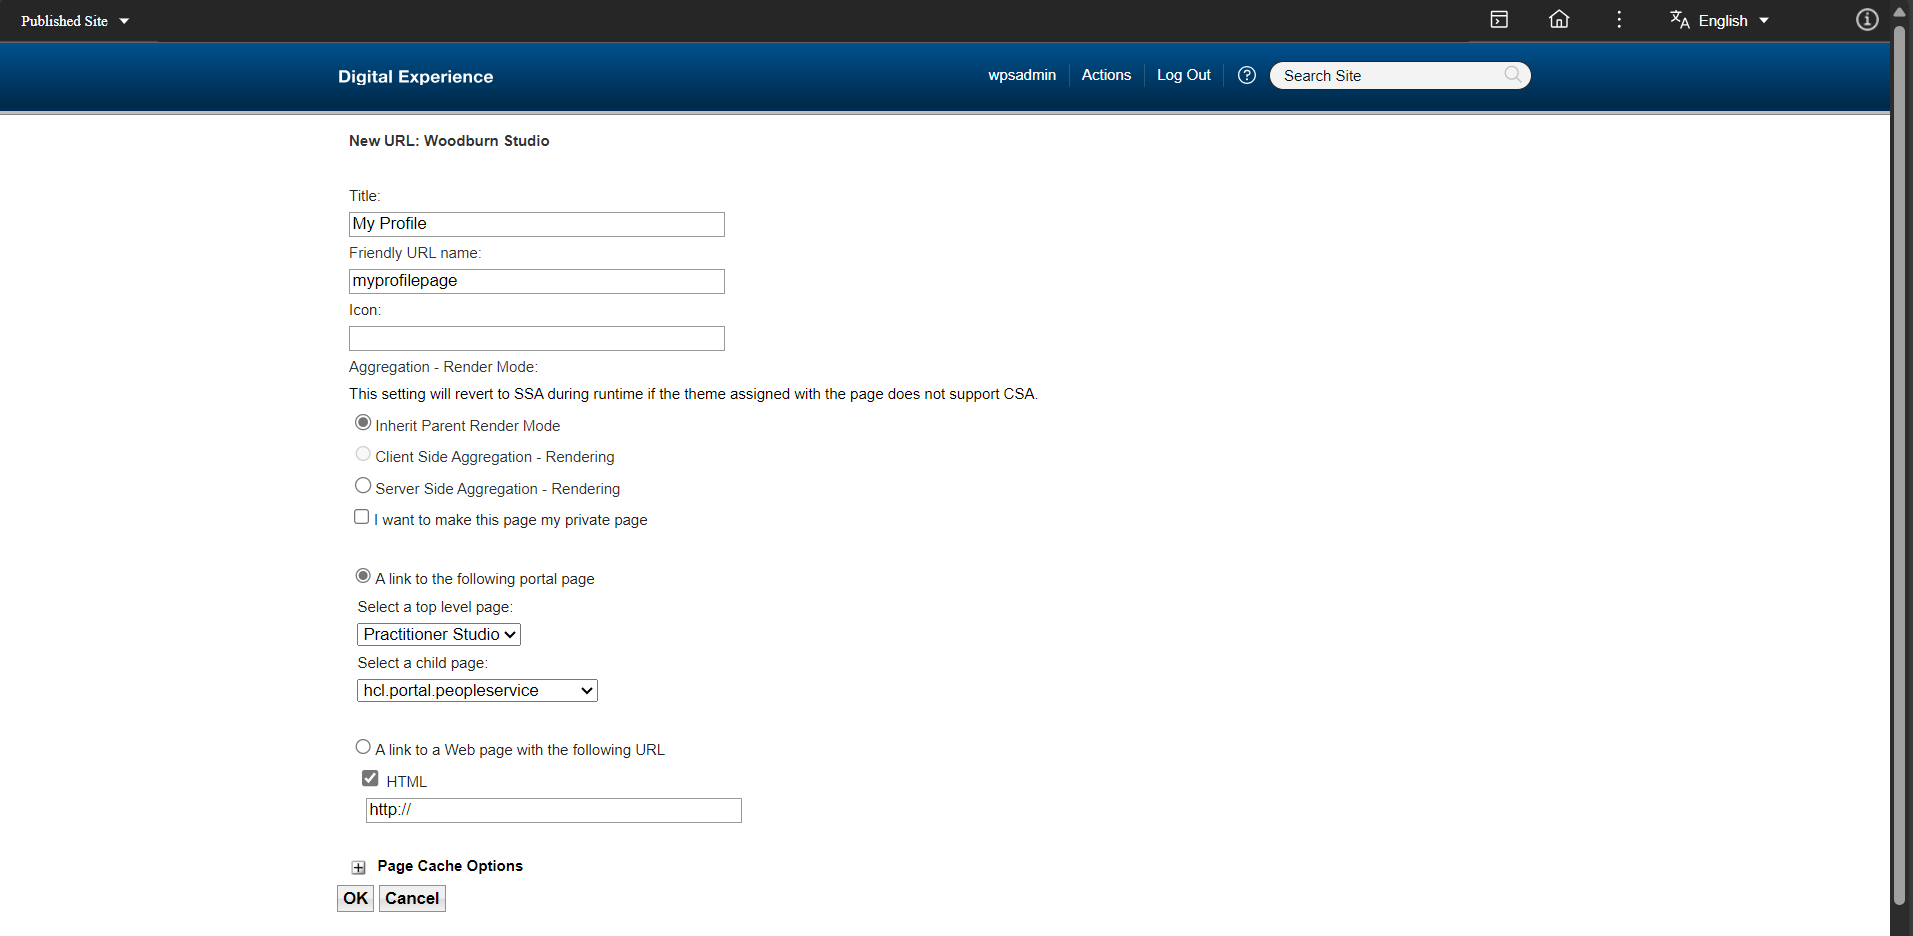 Published Site
English
Digital Experience
wpsadmin
Actions
Log Out
Search Site
New URL: Woodburn Studio
Title:
My Profile
Friendly URL name:
myprofilepage
Icon:
Aggregation - Render Mode:
This setting will revert to SSA during runtime if the theme assigned with the page does not support CSA.
Inherit Parent Render Mode
Client Side Aggregation - Rendering
Server Side Aggregation - Rendering
I want to make this page my private page
A link to the following portal page
Select a top level page:
Practitioner Studio
Select a child page:
hcl.portal.peopleservice
A link to a Web page with the following URL
HTML
http://
Page Cache Options
OK
Cancel